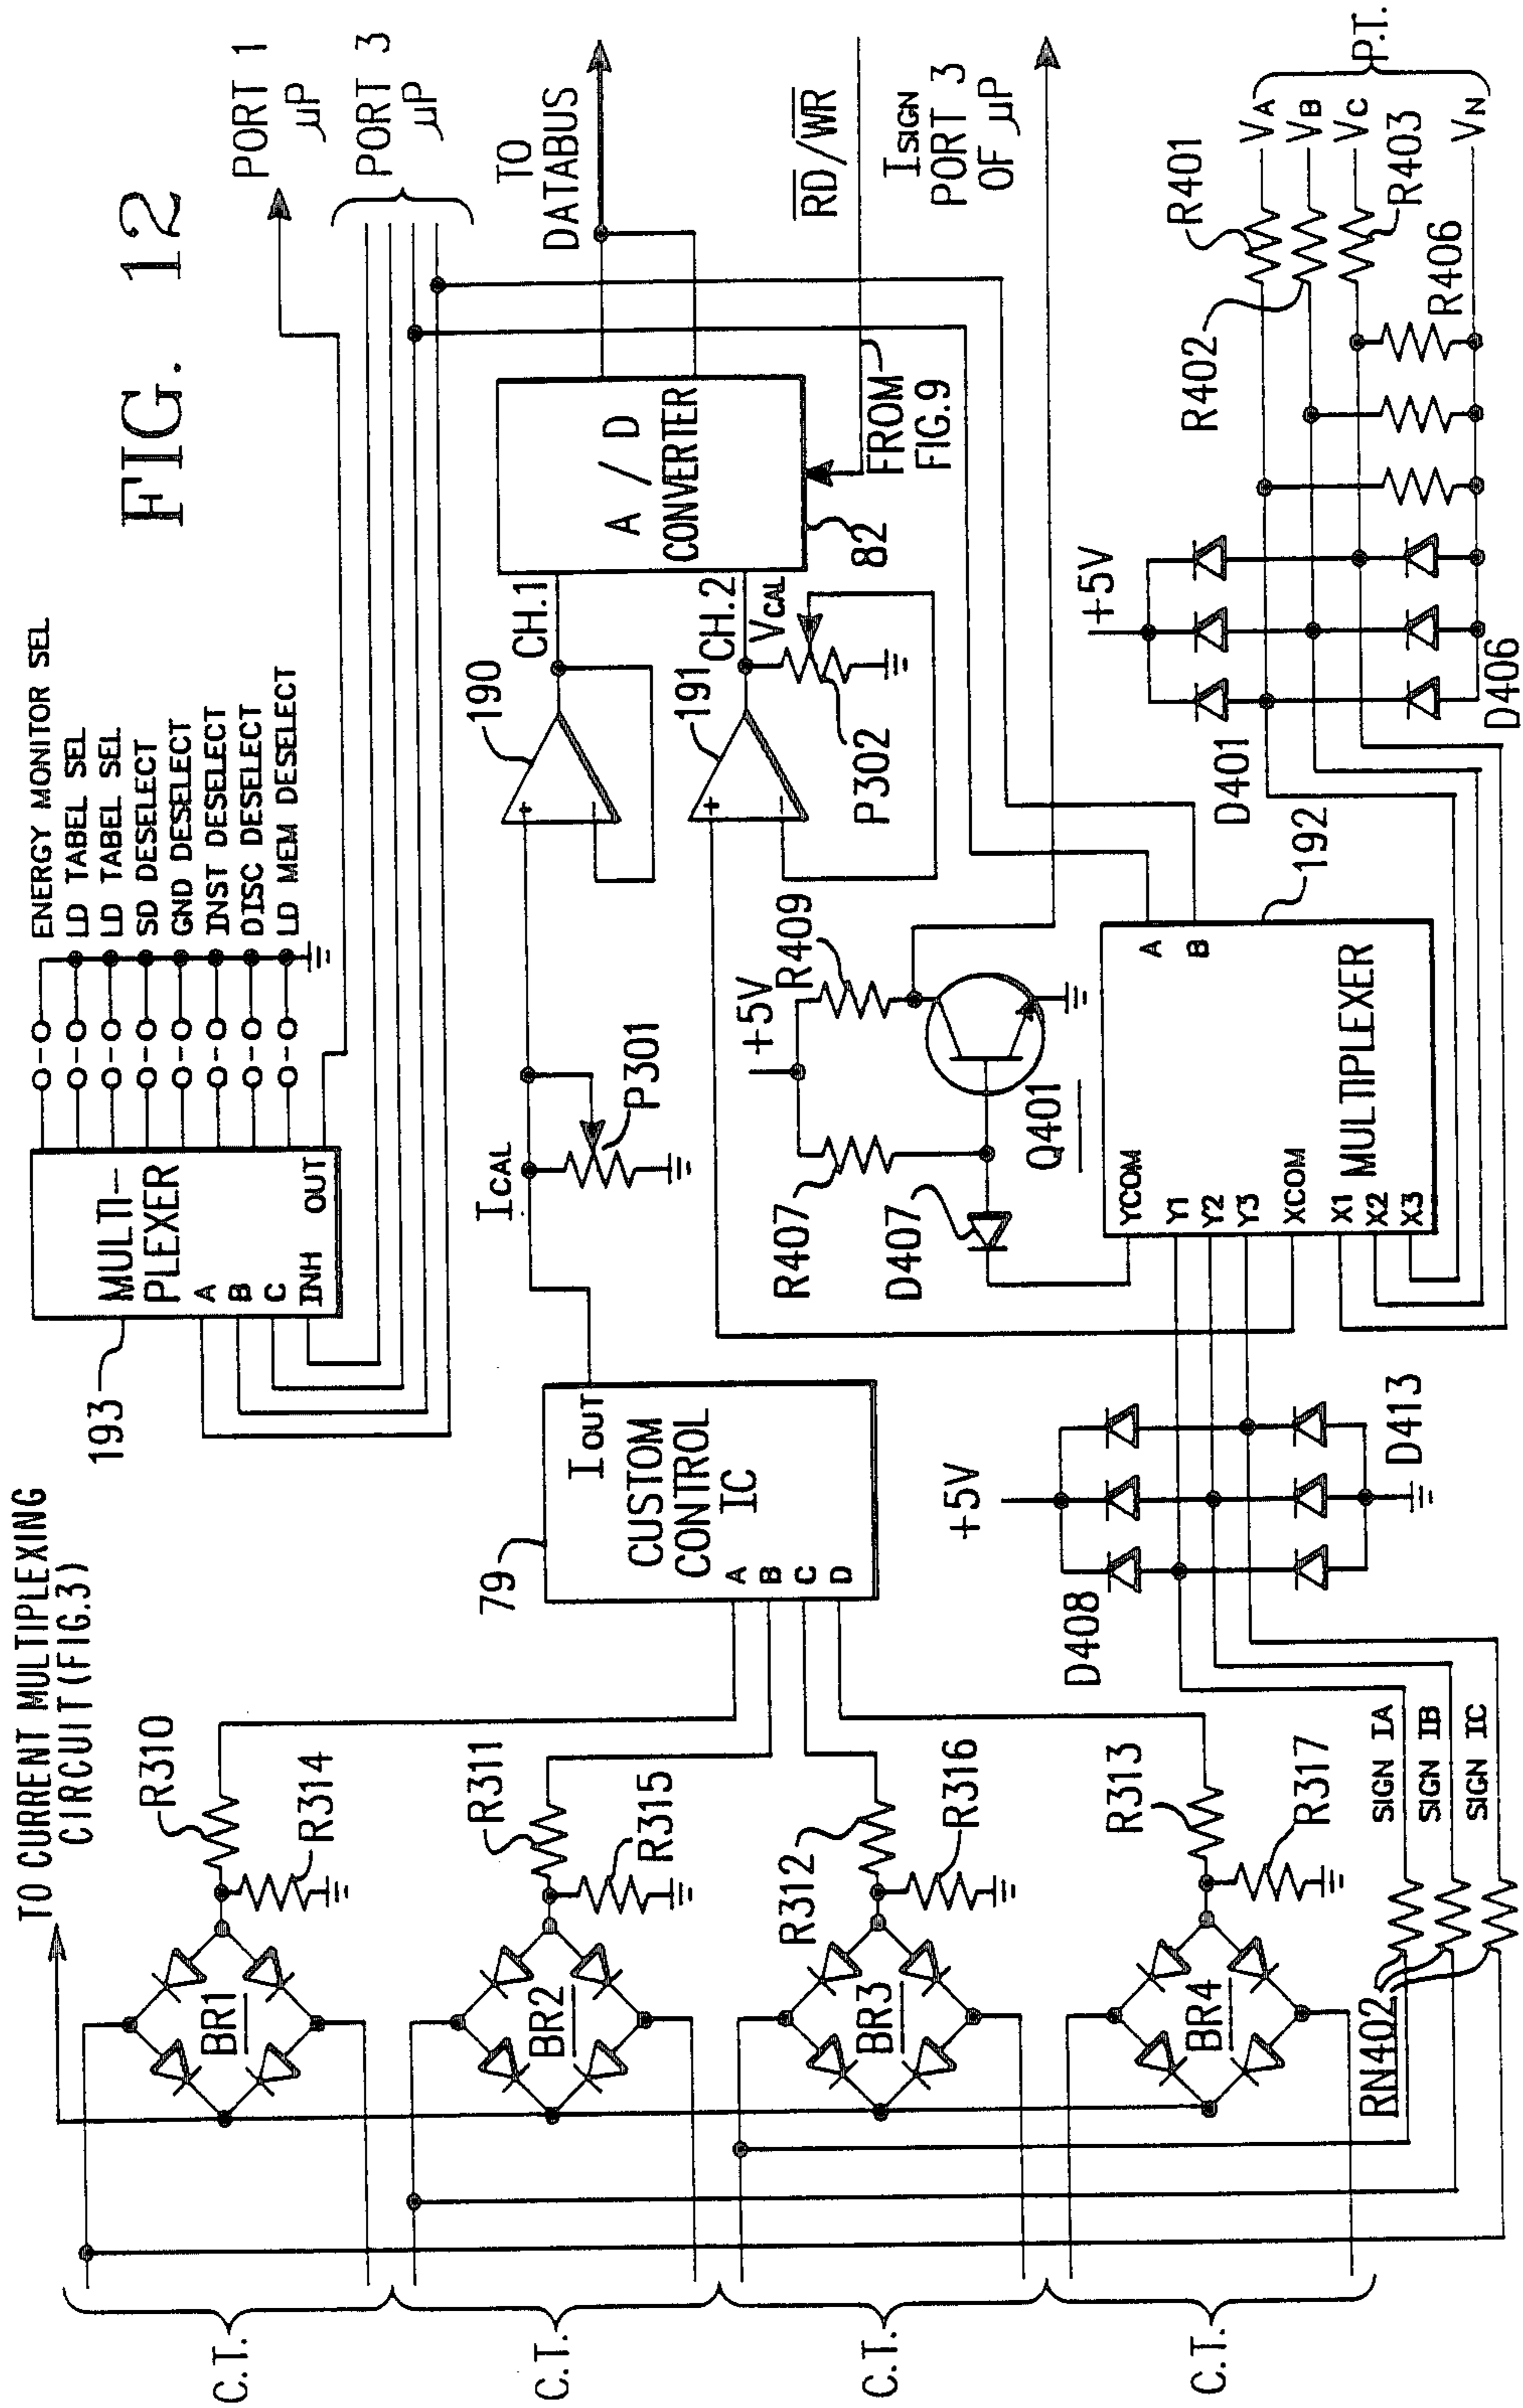 FIG. 12
TO CURRENT MULTIPLEXING
CIRCUIT (FIG.3)
193
MULTI-
PLEXER
A
B
C
INH
OUT
ENERGY MONITOR SEL
LD TABEL SEL
LD TABEL SEL
SD DESELECT
GND DESELECT
INST DESELECT
DISC DESELECT
LD MEM DESELECT
PORT 1
μP
PORT 3
μP
C.T.
BR1
R310
R314
C.T.
BR2
R311
R315
C.T.
BR3
R312
R316
C.T.
BR4
R313
R317
79
I OUT
CUSTOM
CONTROL
IC
A
B
C
D
ICAL
P301
190
+
−
CH.1
191
+
−
CH.2
VCAL
P302
A / D
CONVERTER
82
TO
DATABUS
FROM
FIG.9
RD/WR
ISIGN
PORT 3
OF μP
+5V
R407
R409
D407
Q401
RN402
SIGN IA
SIGN IB
SIGN IC
+5V
D408
D413
YCOM
Y1
Y2
Y3
XCOM
X1
X2
X3
MULTIPLEXER
A
B
192
+5V
D401
D406
R401
R402
R403
R406
VA
VB
VC
VN
P.T.